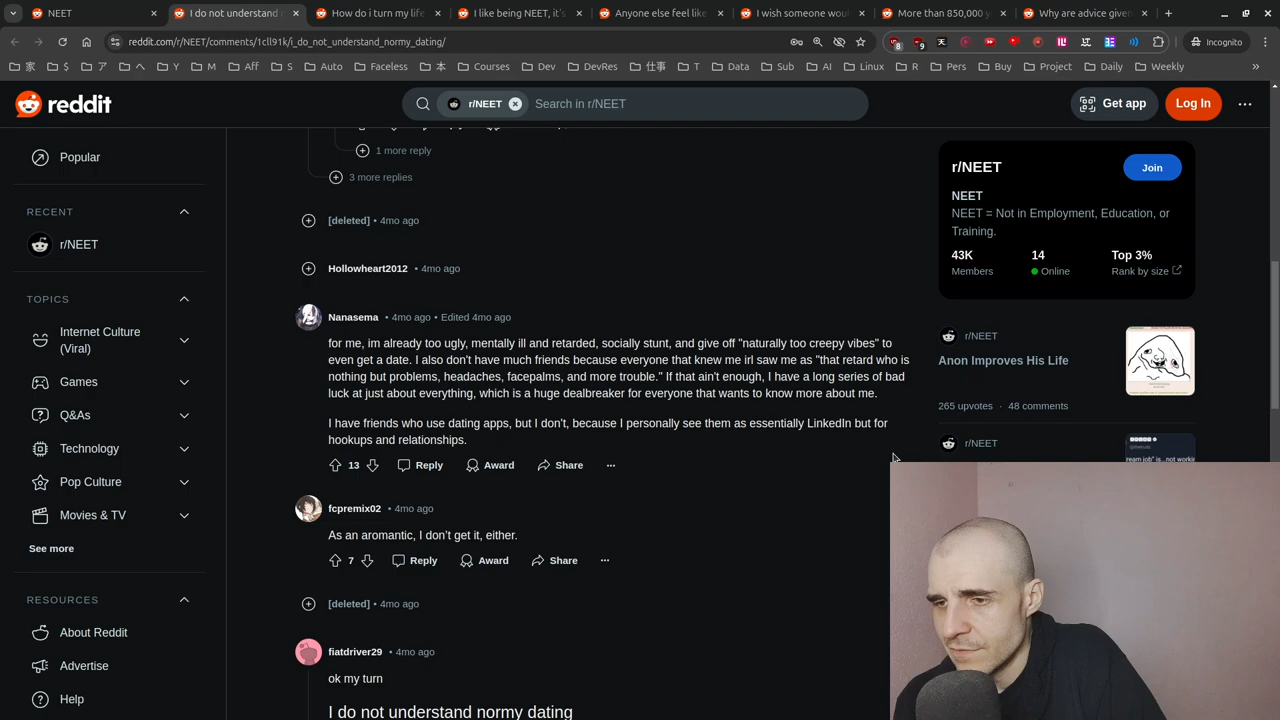 NEET
I do not understand
How do i turn my life
I like being NEET, it's
Anyone else feel like
I wish someone wou
More than 850,000 y
Why are advice given
reddit.com/r/NEET/comments/1cll91k/i_do_not_understand_normy_dating/
8
9
Incognito
家 $ ア へ Y M Aff S Auto Faceless 本 Courses Dev DevRes 仕事 T Data Sub AI Linux R Pers Buy Project Daily Weekly
reddit
r/NEET
Search in r/NEET
Get app
Log In
Popular
RECENT
r/NEET
TOPICS
Internet Culture
(Viral)
Games
Q&As
Technology
Pop Culture
Movies & TV
See more
RESOURCES
About Reddit
Advertise
Help
1 more reply
3 more replies
[deleted] • 4mo ago
Hollowheart2012 • 4mo ago
Nanasema • 4mo ago • Edited 4mo ago
for me, im already too ugly, mentally ill and retarded, socially stunt, and give off "naturally too creepy vibes" to
even get a date. I also don't have much friends because everyone that knew me irl saw me as "that retard who is
nothing but problems, headaches, facepalms, and more trouble." If that ain't enough, I have a long series of bad
luck at just about everything, which is a huge dealbreaker for everyone that wants to know more about me.
I have friends who use dating apps, but I don't, because I personally see them as essentially LinkedIn but for
hookups and relationships.
13 Reply Award Share
fcpremix02 • 4mo ago
As an aromantic, I don't get it, either.
7 Reply Award Share
[deleted] • 4mo ago
fiatdriver29 • 4mo ago
ok my turn
I do not understand normy dating
r/NEET
Join
NEET
NEET = Not in Employment, Education, or
Training.
43K 14 Top 3%
Members Online Rank by size
r/NEET
Anon Improves His Life
265 upvotes • 48 comments
r/NEET